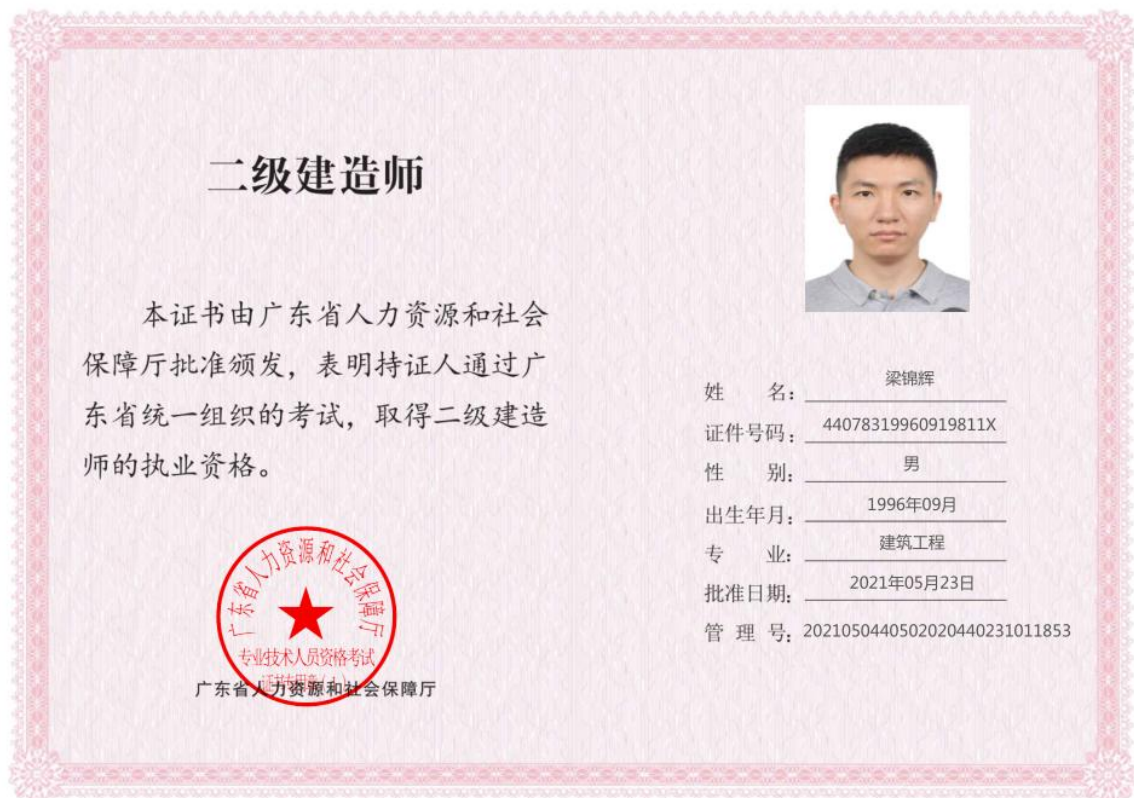 二级建造师
本证书由广东省人力资源和社会
保障厅批准颁发，表明持证人通过广
东省统一组织的考试，取得二级建造
师的执业资格。
广东省人力资源和社会保障厅
专业技术人员资格考试
证书专用章（1）
广东省人力资源和社会保障厅
姓 名：梁锦辉
证件号码：44078319960919811X
性 别：男
出生年月：1996年09月
专 业：建筑工程
批准日期：2021年05月23日
管 理 号：2021050440502020440231011853